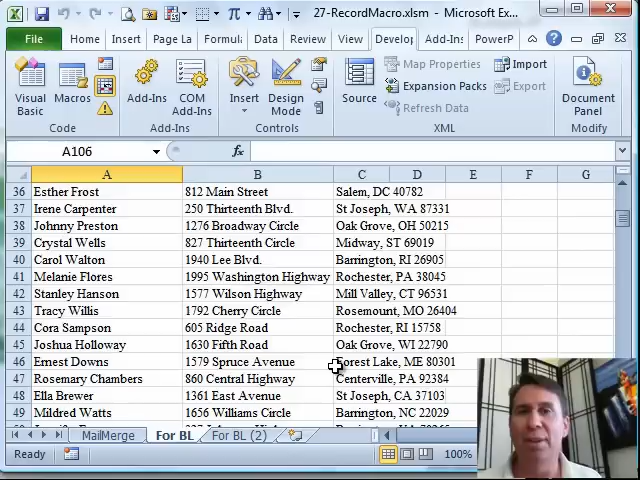 27-RecordMacro.xlsm - Microsoft Ex...
File Home Insert Page La Formulas Data Review View Develop Add-Ins PowerP
Visual Basic
Macros
Code
Add-Ins
COM Add-Ins
Add-Ins
Insert
Design Mode
Controls
Source
Map Properties
Expansion Packs
Refresh Data
Import
Export
XML
Document Panel
Modify
A106 fx
A B C D E F G
36 Esther Frost 812 Main Street Salem, DC 40782
37 Irene Carpenter 250 Thirteenth Blvd. St Joseph, WA 87331
38 Johnny Preston 1276 Broadway Circle Oak Grove, OH 50215
39 Crystal Wells 827 Thirteenth Circle Midway, ST 69019
40 Carol Walton 1940 Lee Blvd. Barrington, RI 26905
41 Melanie Flores 1995 Washington Highway Rochester, PA 38045
42 Stanley Hanson 1577 Wilson Highway Mill Valley, CT 96531
43 Tracy Willis 1792 Cherry Circle Rosemount, MO 26404
44 Cora Sampson 605 Ridge Road Rochester, RI 15758
45 Joshua Holloway 1630 Fifth Road Oak Grove, WI 22790
46 Ernest Downs 1579 Spruce Avenue Forest Lake, ME 80301
47 Rosemary Chambers 860 Central Highway Centerville, PA 92384
48 Ella Brewer 1361 East Avenue St Joseph, CA 37103
49 Mildred Watts 1656 Williams Circle Barrington, NC 22029
MailMerge For BL For BL (2)
Ready 100%